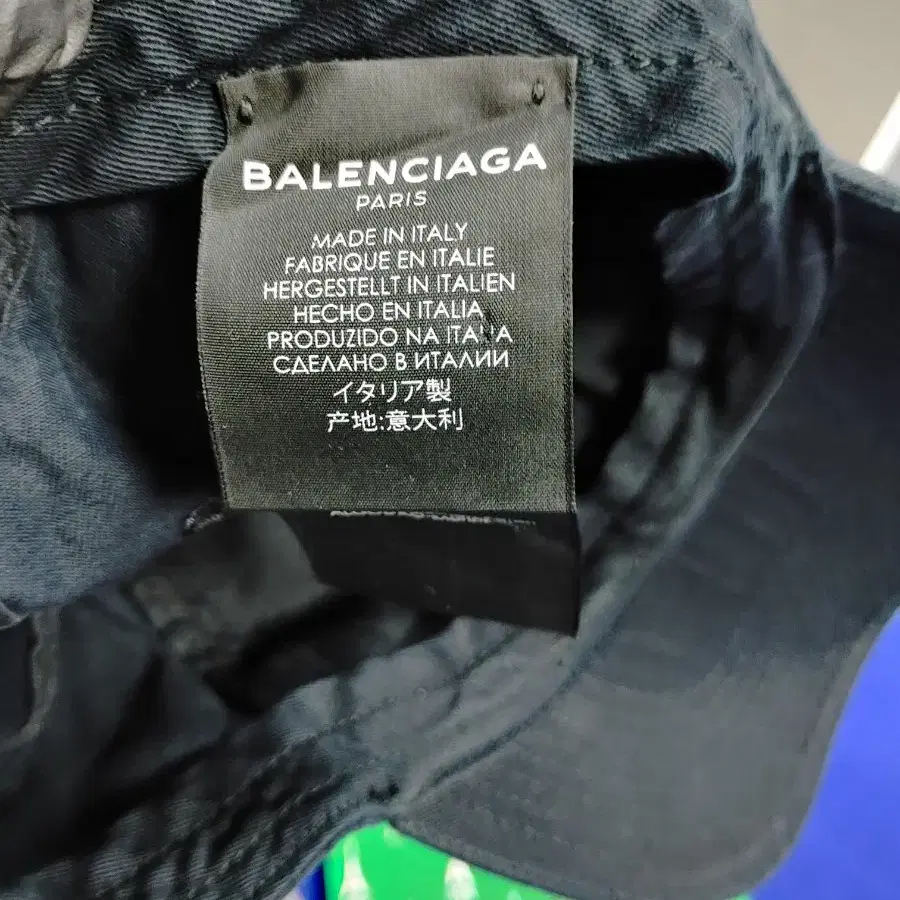 BALENCIAGA
PARIS
MADE IN ITALY
FABRIQUE EN ITALIE
HERGESTELLT IN ITALIEN
HECHO EN ITALIA
PRODUZIDO NA ITALIA
СДЕЛАНО В ИТАЛИИ
イタリア製
产地:意大利